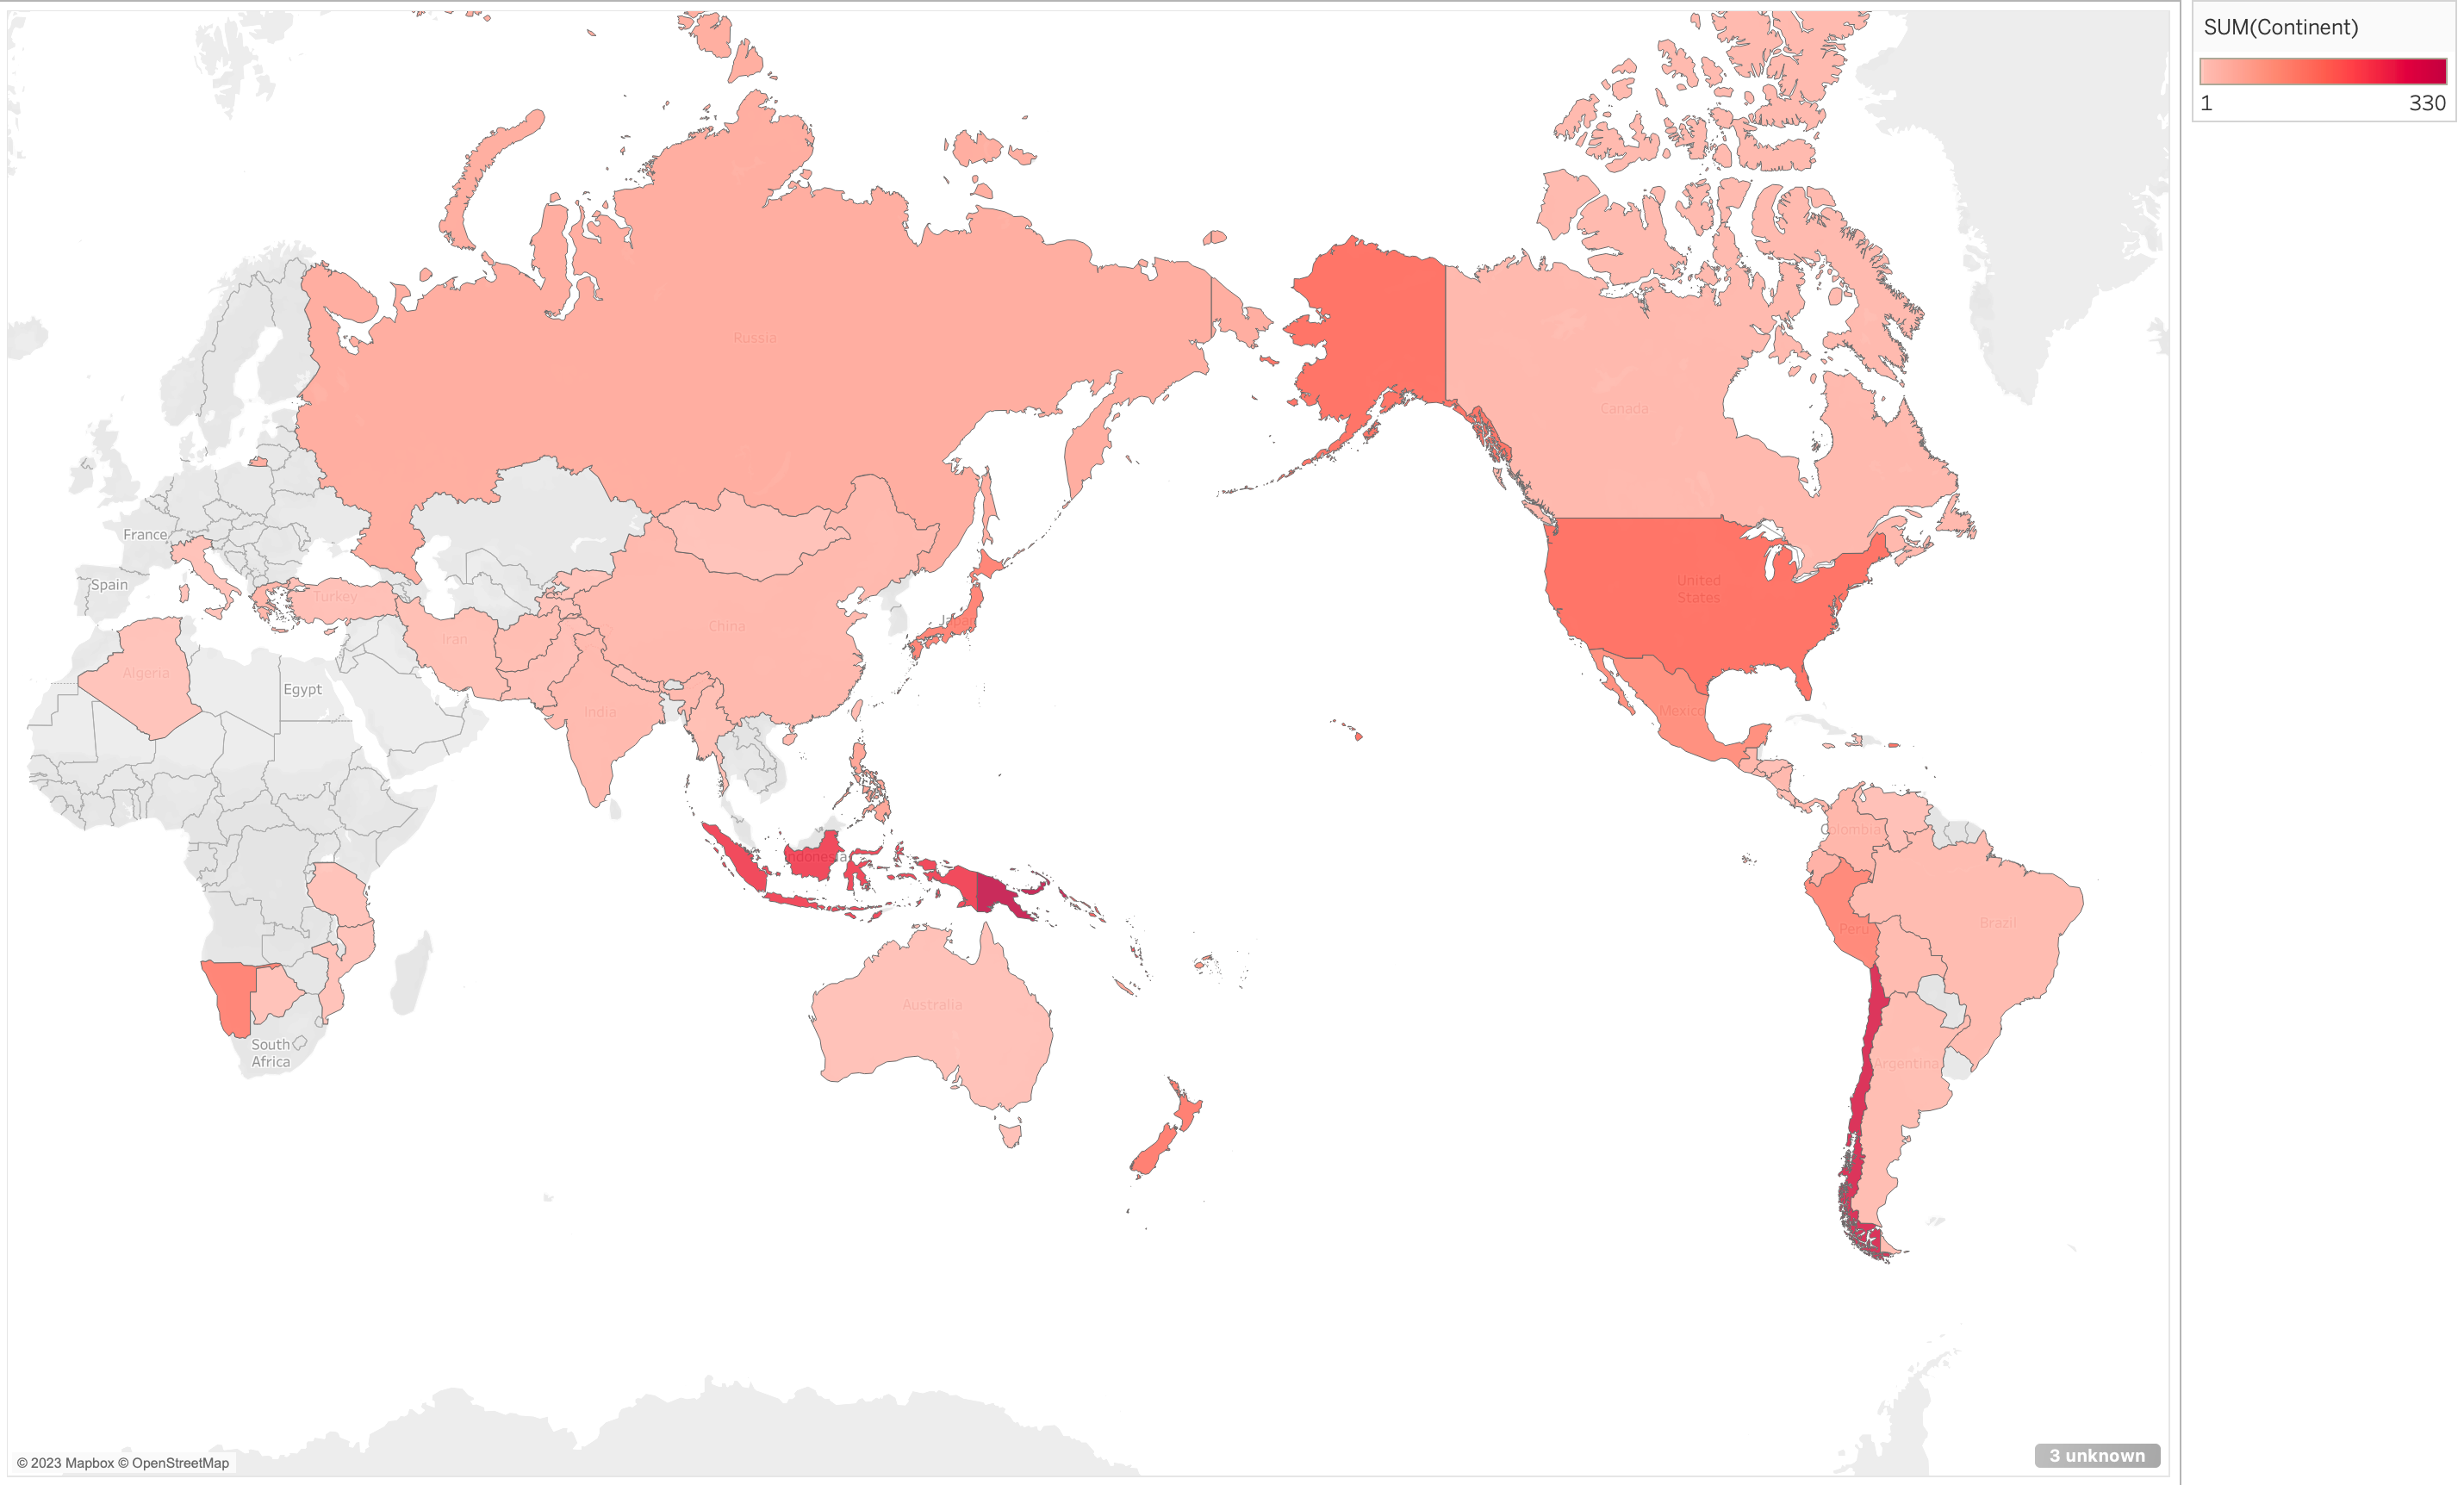 SUM(Continent)
1 330
Russia
Canada
France
Spain
Turkey
United
States
Japan
China
Iran
Algeria
Egypt
India
Mexico
Colombia
Indonesia
Brazil
Peru
Australia
South
Africa
Argentina
© 2023 Mapbox © OpenStreetMap
3 unknown